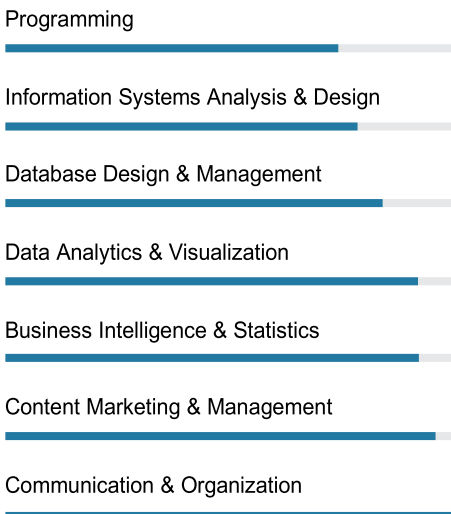 Programming
Information Systems Analysis & Design
Database Design & Management
Data Analytics & Visualization
Business Intelligence & Statistics
Content Marketing & Management
Communication & Organization